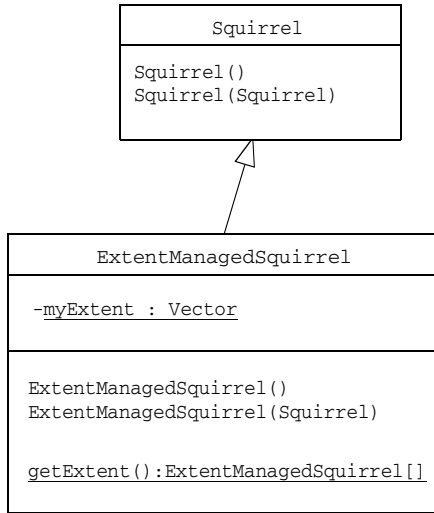 Squirrel
Squirrel()
Squirrel(Squirrel)
ExtentManagedSquirrel
-myExtent : Vector
ExtentManagedSquirrel()
ExtentManagedSquirrel(Squirrel)
getExtent():ExtentManagedSquirrel[]